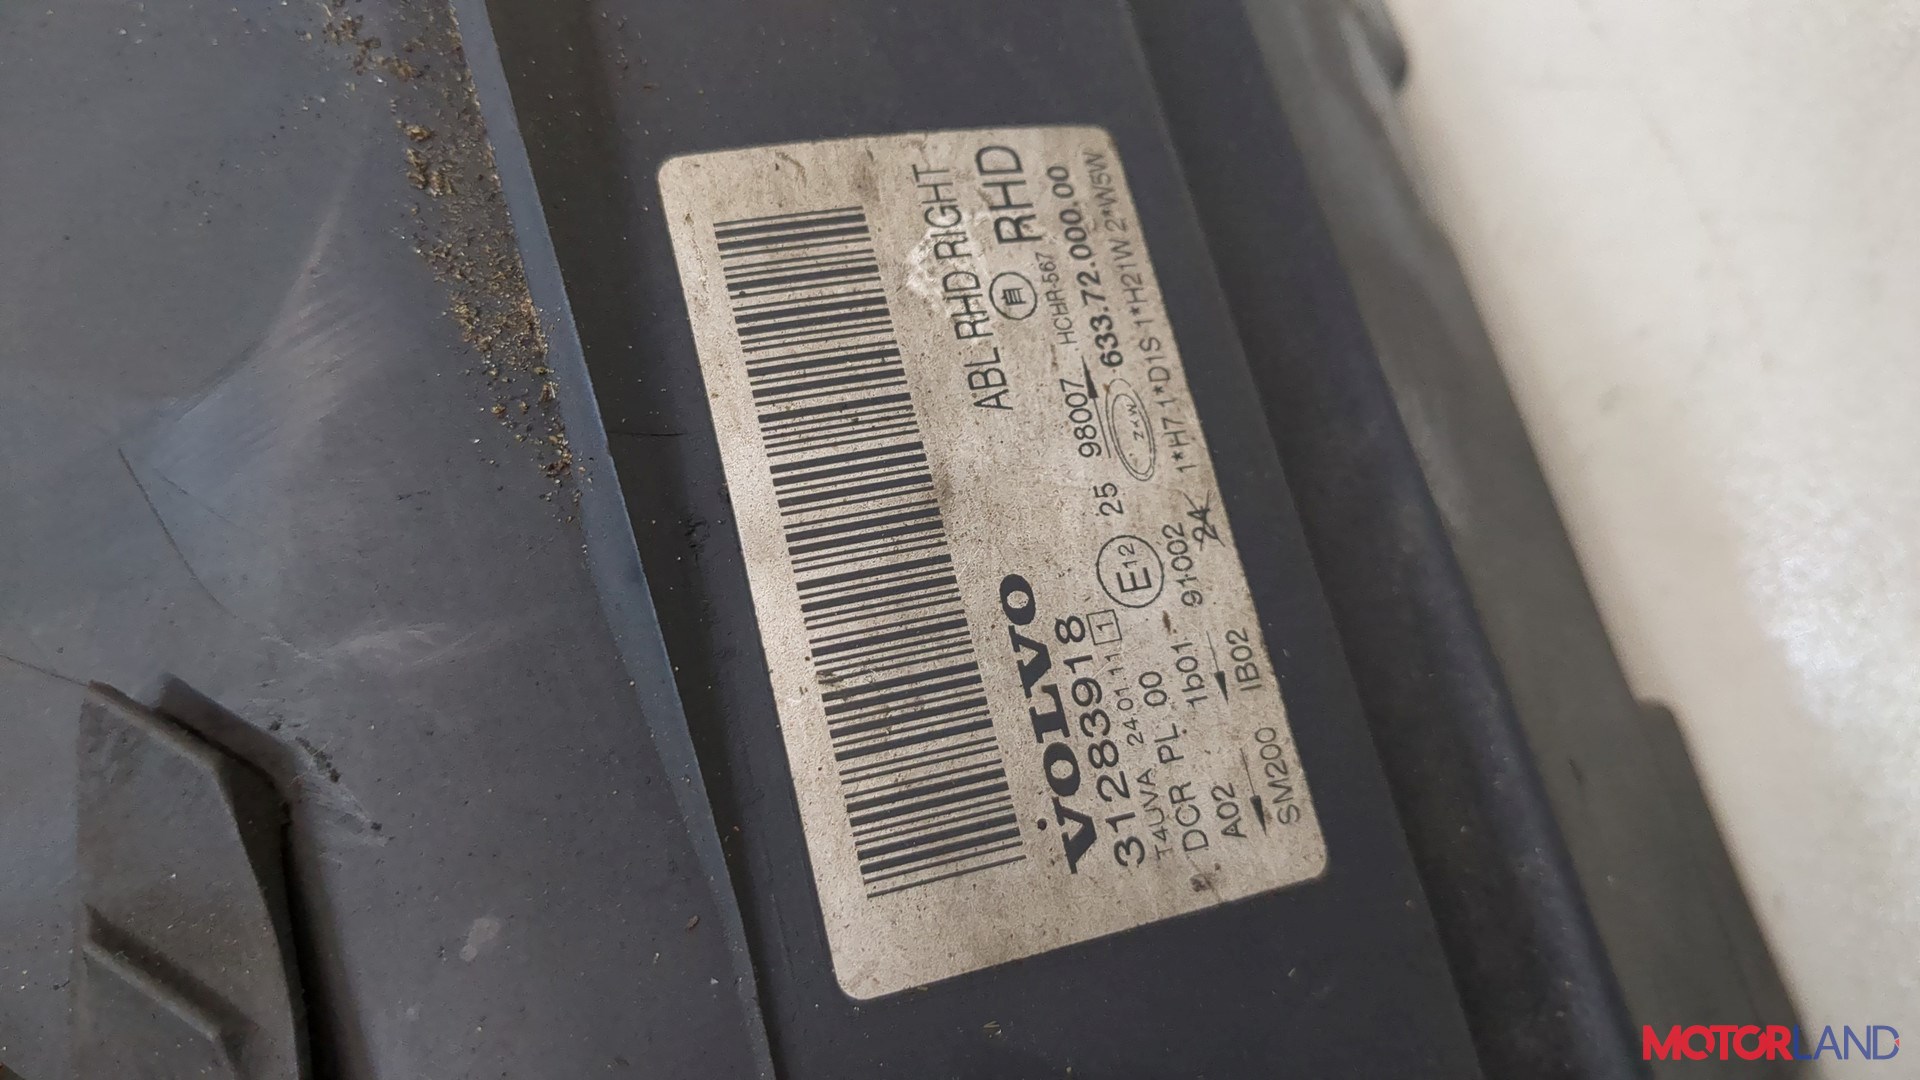 ABL RHD RIGHT
VOLVO
自 RHD
31283918
T4UVA 24.01.11 1
E12 25 98007 HCHR-567
DCR PL 00
ZKW 633.72.000.00
A02 1b01 91002
1*H7 1*D1S 1*H21W 2*W5W
SM200 IB02 24
MOTORLAND